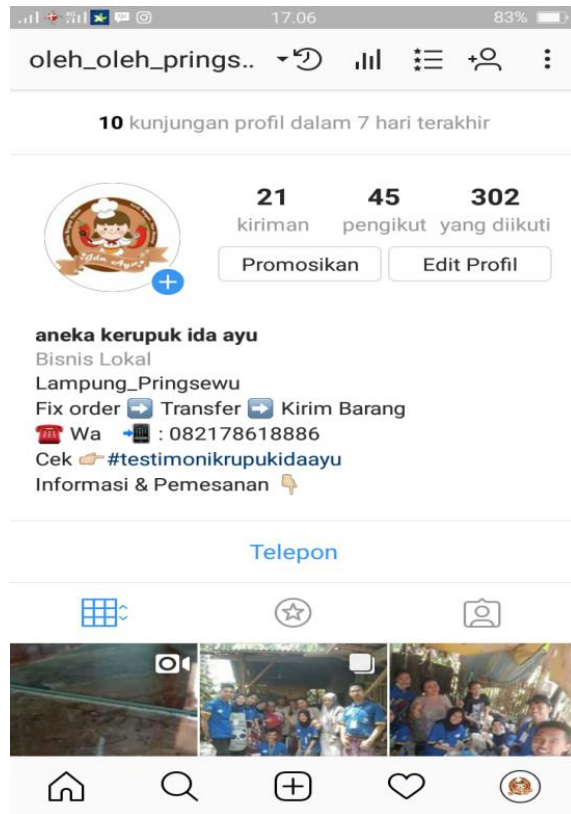 17.06
83%
oleh_oleh_prings..
10 kunjungan profil dalam 7 hari terakhir
21 45 302
kiriman pengikut yang diikuti
Promosikan Edit Profil
Ida Ayu
aneka kerupuk ida ayu
Bisnis Lokal
Lampung_Pringsewu
Fix order ➡️ Transfer ➡️ Kirim Barang
☎️ Wa 📲 : 082178618886
Cek 👉🏼 #testimonikrupukidaayu
Informasi & Pemesanan 👇🏼
Telepon